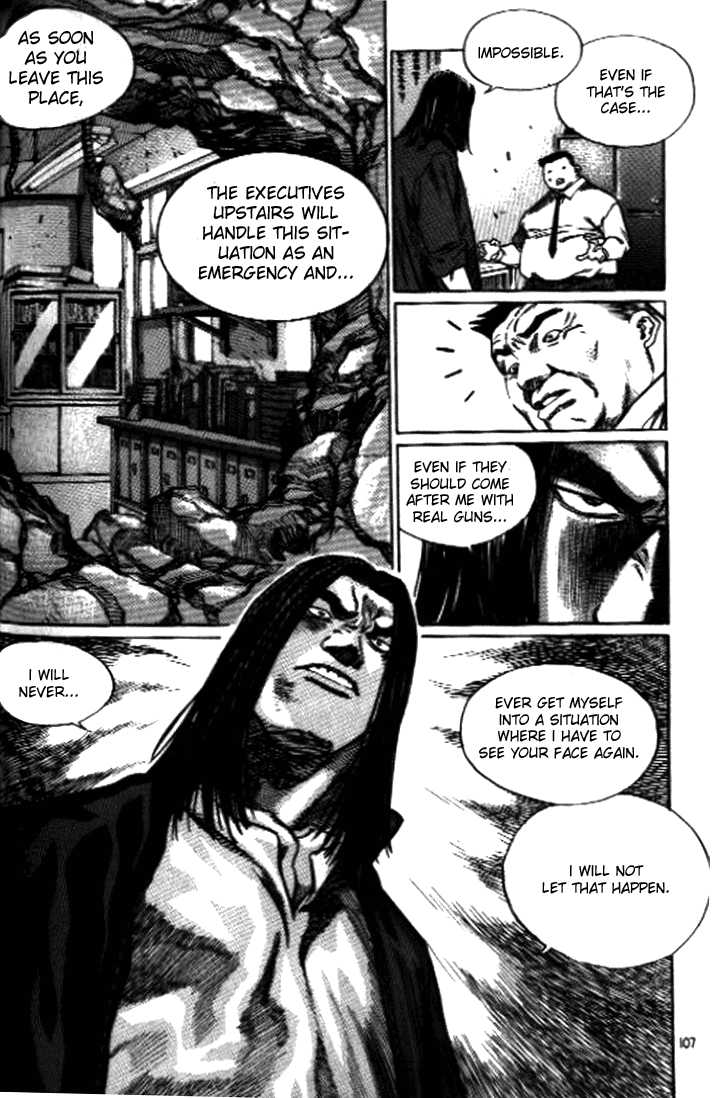 AS SOON
AS YOU
LEAVE THIS
PLACE,
THE EXECUTIVES
UPSTAIRS WILL
HANDLE THIS SIT-
UATION AS AN
EMERGENCY AND...
IMPOSSIBLE.
EVEN IF
THAT'S THE
CASE...
EVEN IF THEY
SHOULD COME
AFTER ME WITH
REAL GUNS...
I WILL
NEVER...
EVER GET MYSELF
INTO A SITUATION
WHERE I HAVE TO
SEE YOUR FACE AGAIN.
I WILL NOT
LET THAT HAPPEN.
107